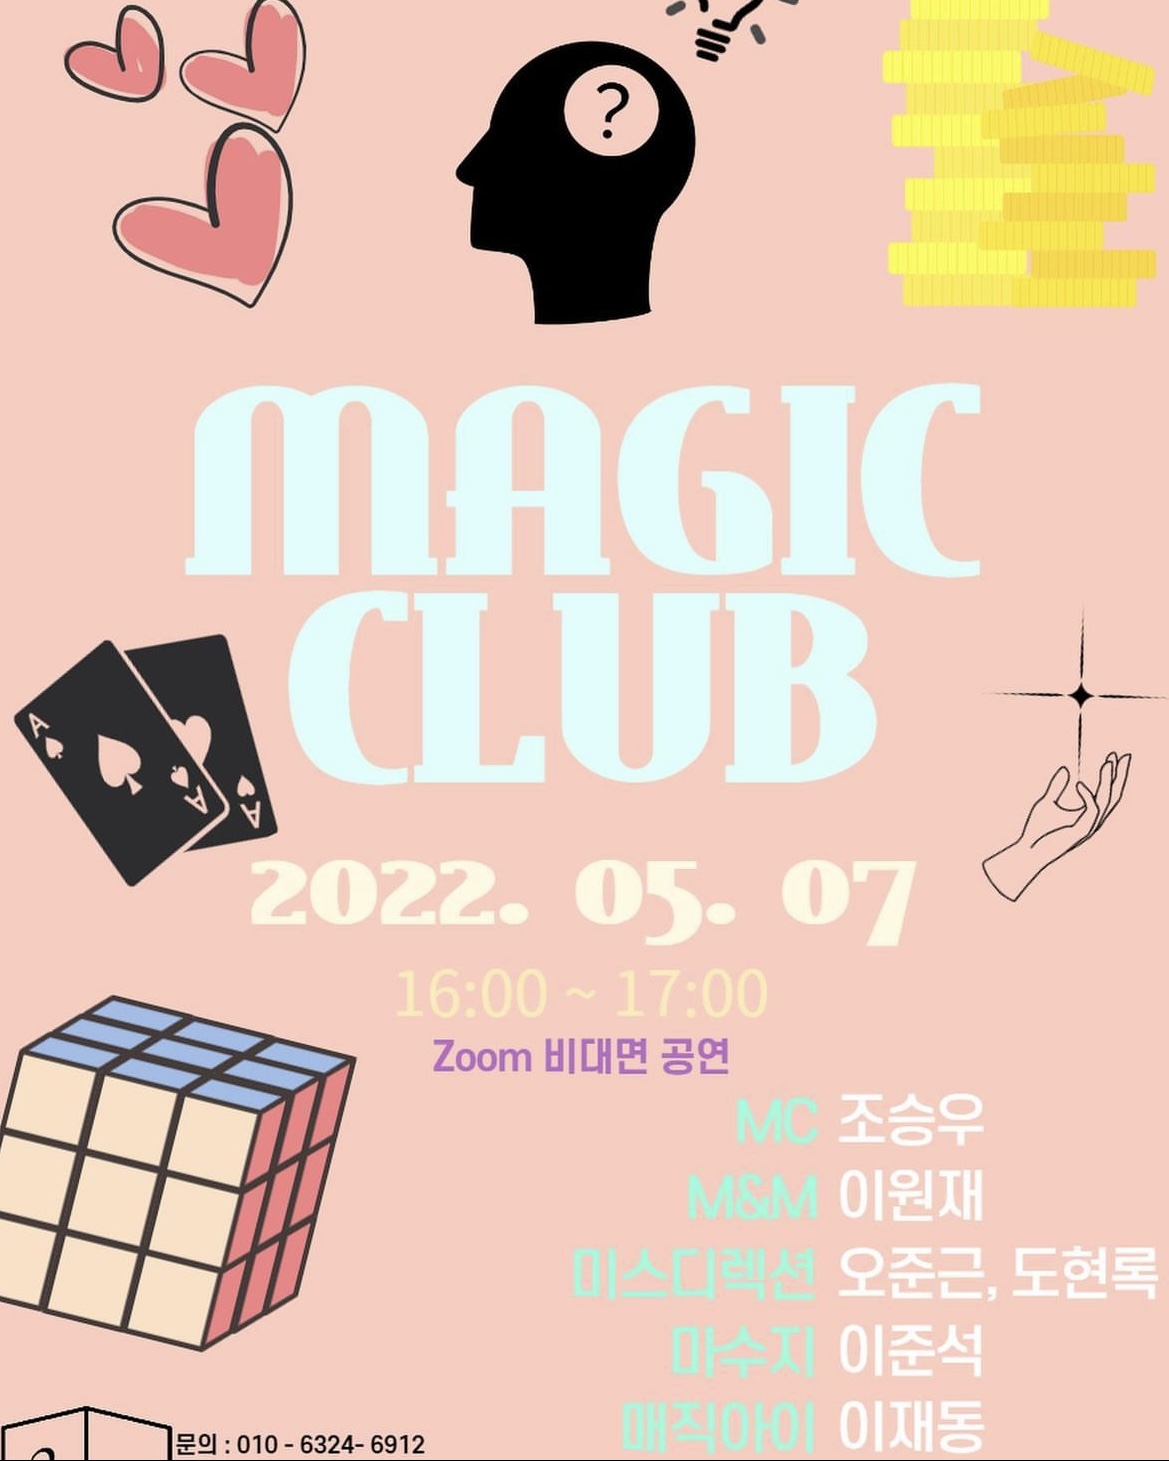 ?
MAGIC
CLUB
A
A
A
2022. 05. 07
16:00 ~ 17:00
Zoom 비대면 공연
MC 조승우
M&M 이원재
미스디렉션 오준근, 도현록
마수지 이준석
매직아이 이재동
문의 : 010 - 6324- 6912